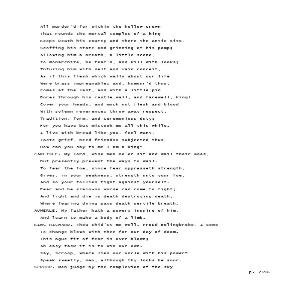 All murder'd for within the hollow crown
That rounds the mortal temples of a king
Keeps Death his court; and there the antic sits,
Scoffing his state and grinning at his pomp;
Allowing him a breath, a little scene,
To monarchize, be fear'd, and kill with looks;
Infusing him with self and vain conceit,
As if this flesh which walls about our life
Were brass impregnable; and, humour'd thus,
Comes at the last, and with a little pin
Bores through his castle wall, and farewell, king!
Cover your heads, and mock not flesh and blood
With solemn reverence; throw away respect,
Tradition, form, and ceremonious duty;
For you have but mistook me all this while.
I live with bread like you, feel want,
Taste grief, need friends: subjected thus,
How can you say to me I am a king?
CARLISLE. My lord, wise men ne'er sit and wail their woes,
But presently prevent the ways to wail.
To fear the foe, since fear oppresseth strength,
Gives, in your weakness, strength unto your foe,
And so your follies fight against yourself.
Fear and be slain—no worse can come to fight;
And fight and die is death destroying death,
Where fearing dying pays death servile breath.
AUMERLE. My father hath a power; inquire of him,
And learn to make a body of a limb.
KING RICHARD. Thou chid'st me well. Proud Bolingbroke, I come
To change blows with thee for our day of doom.
This ague fit of fear is over-blown;
An easy task it is to win our own.
Say, Scroop, where lies our uncle with his power?
Speak sweetly, man, although thy looks be sour.
SCROOP. Men judge by the complexion of the sky